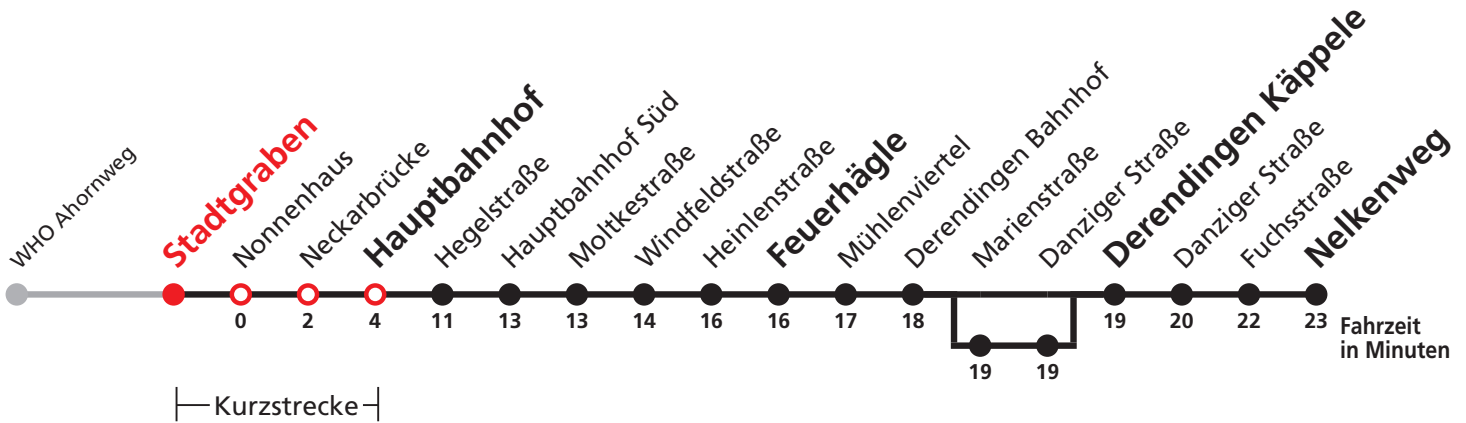 WHO Ahornweg
Stadtgraben
Nonnenhaus
Neckarbrücke
Hauptbahnhof
Hegelstraße
Hauptbahnhof Süd
Moltkestraße
Windfeldstraße
Heinlenstraße
Feuerhägle
Mühlenviertel
Derendingen Bahnhof
Marienstraße
Danziger Straße
Derendingen Käppele
Danziger Straße
Fuchsstraße
Nelkenweg
0 2 4 11 13 13 14 16 16 17 18 19 20 22 23
Fahrzeit
in Minuten
19 19
Kurzstrecke